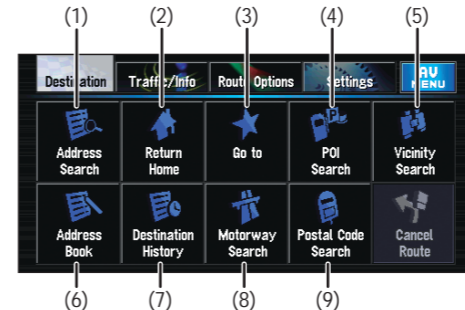 (1) (2) (3) (4) (5)
Destination Traffic/Info Route Options Settings NAV MENU
Address Search Return Home Go to POI Search Vicinity Search
Address Book Destination History Motorway Search Postal Code Search Cancel Route
(6) (7) (8) (9)